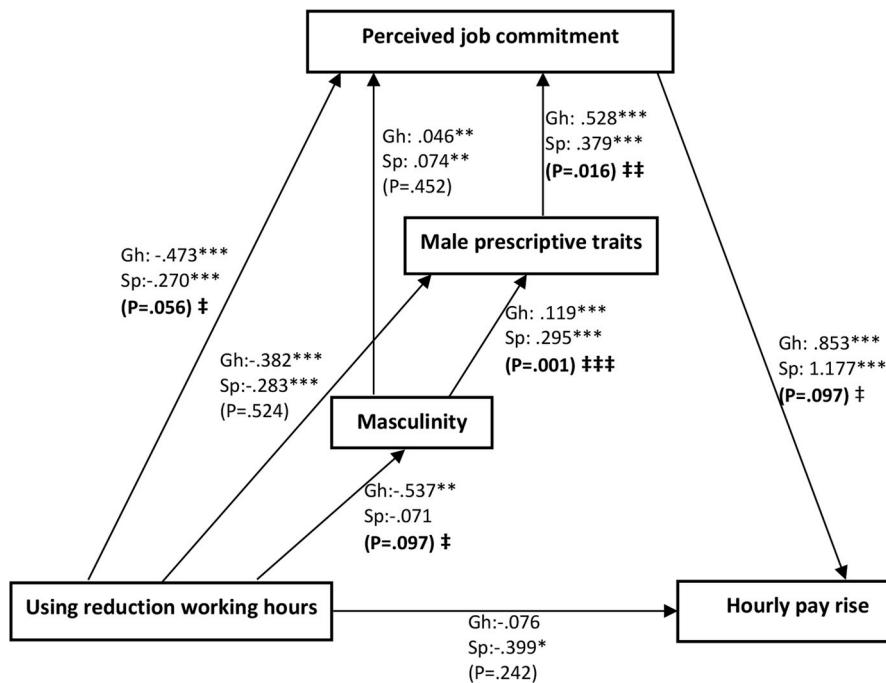 Perceived job commitment
Gh: .528***
Sp: .379***
(P=.016) ‡‡
Gh: .046**
Sp: .074**
(P=.452)
Male prescriptive traits
Gh: -.473***
Sp:-.270***
(P=.056) ‡
Gh: .119***
Sp: .295***
(P=.001) ‡‡‡
Gh: .853***
Sp: 1.177***
(P=.097) ‡
Gh:-.382***
Sp:-.283***
(P=.524)
Masculinity
Gh:-.537**
Sp:-.071
(P=.097) ‡
Using reduction working hours
Hourly pay rise
Gh:-.076
Sp:-.399*
(P=.242)